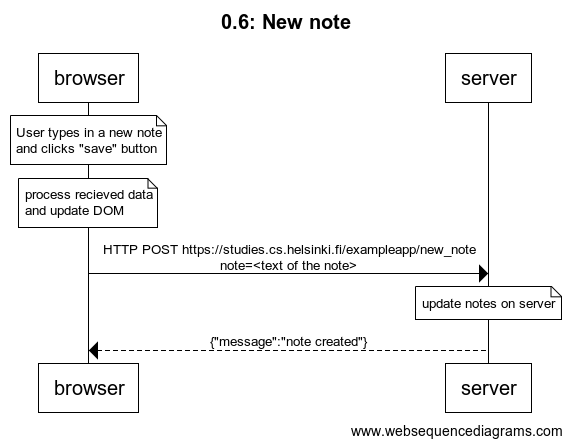 0.6: New note
browser
server
User types in a new note
and clicks "save" button
process recieved data
and update DOM
HTTP POST https://studies.cs.helsinki.fi/exampleapp/new_note
note=<text of the note>
update notes on server
{"message":"note created"}
browser
server
www.websequencediagrams.com